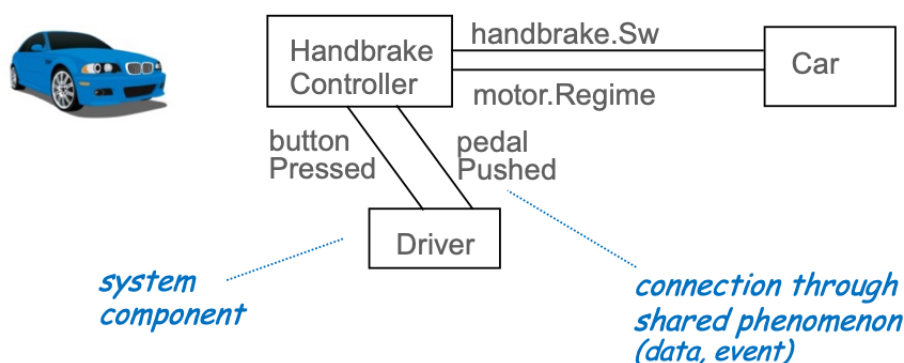 handbrake.Sw
Handbrake
Controller
Car
motor.Regime
button
Pressed
pedal
Pushed
Driver
system
component
connection through
shared phenomenon
(data, event)